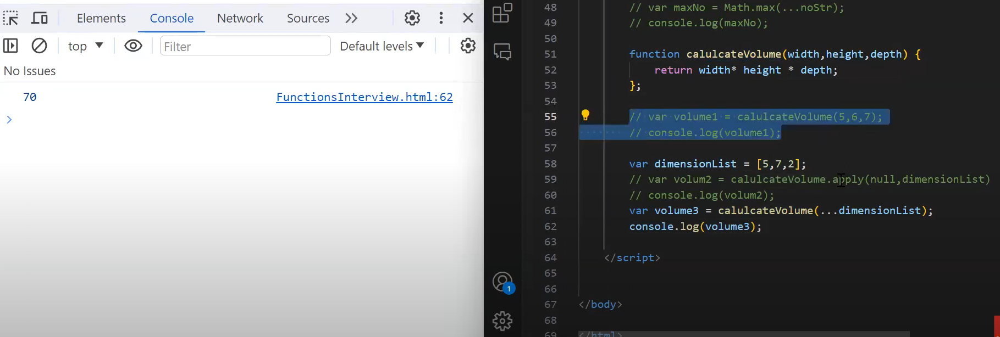 Elements Console Network Sources
top Filter Default levels
No Issues
70 FunctionsInterview.html:62
48 // var maxNo = Math.max(...noStr);
49 // console.log(maxNo);
50
51 function calulcateVolume(width,height,depth) {
52 return width* height * depth;
53 };
54
55 // var volume1 = calulcateVolume(5,6,7);
56 // console.log(volume1);
57
58 var dimensionList = [5,7,2];
59 // var volum2 = calulcateVolume.apply(null,dimensionList)
60 // console.log(volum2);
61 var volume3 = calulcateVolume(...dimensionList);
62 console.log(volume3);
63
64 </script>
65
1
66
67 </body>
68
69 </html>